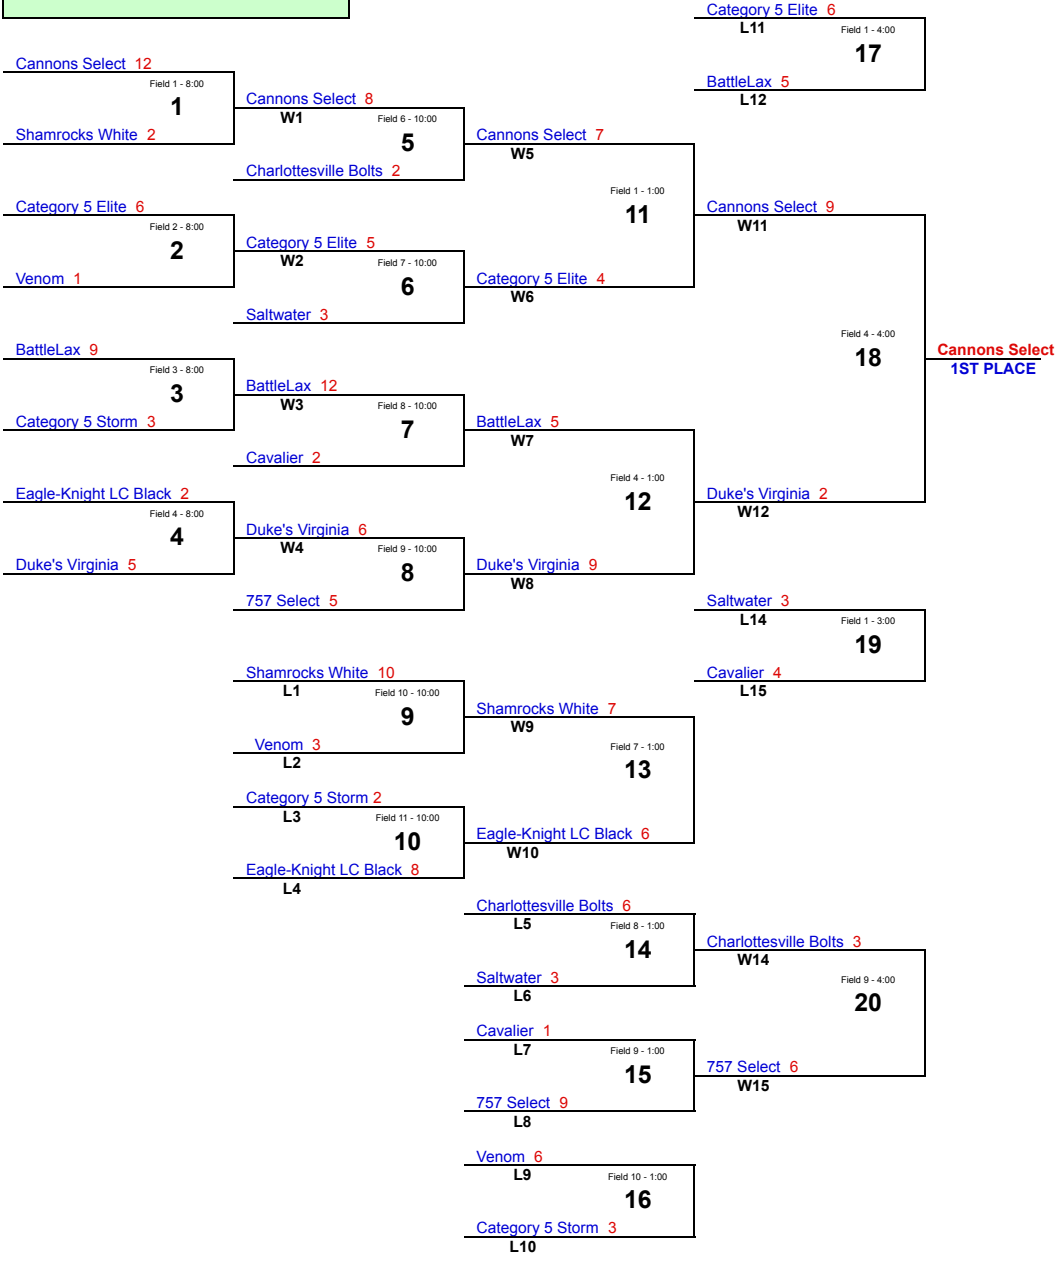 Category 5 Elite 6
L11
Field 1 - 4:00
17
BattleLax 5
L12
Cannons Select 12
Field 1 - 8:00
1
Shamrocks White 2
Cannons Select 8
W1
Field 6 - 10:00
5
Charlottesville Bolts 2
Cannons Select 7
W5
Field 1 - 1:00
11
Category 5 Elite 6
Field 2 - 8:00
2
Venom 1
Category 5 Elite 5
W2
Field 7 - 10:00
6
Saltwater 3
Category 5 Elite 4
W6
Cannons Select 9
W11
Field 4 - 4:00
18
Cannons Select
1ST PLACE
BattleLax 9
Field 3 - 8:00
3
Category 5 Storm 3
BattleLax 12
W3
Field 8 - 10:00
7
Cavalier 2
BattleLax 5
W7
Field 4 - 1:00
12
Duke's Virginia 2
W12
Eagle-Knight LC Black 2
Field 4 - 8:00
4
Duke's Virginia 5
Duke's Virginia 6
W4
Field 9 - 10:00
8
757 Select 5
Duke's Virginia 9
W8
Saltwater 3
L14
Field 1 - 3:00
19
Cavalier 4
L15
Shamrocks White 10
L1
Field 10 - 10:00
9
Venom 3
L2
Shamrocks White 7
W9
Field 7 - 1:00
13
Category 5 Storm 2
L3
Field 11 - 10:00
10
Eagle-Knight LC Black 8
L4
Eagle-Knight LC Black 6
W10
Charlottesville Bolts 6
L5
Field 8 - 1:00
14
Saltwater 3
L6
Charlottesville Bolts 3
W14
Field 9 - 4:00
20
Cavalier 1
L7
Field 9 - 1:00
15
757 Select 9
L8
757 Select 6
W15
Venom 6
L9
Field 10 - 1:00
16
Category 5 Storm 3
L10